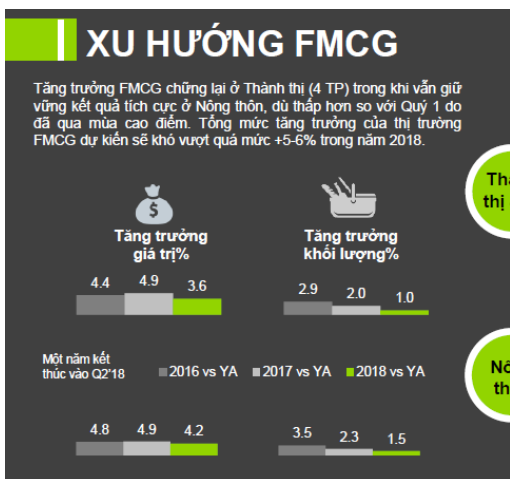 XU HƯỚNG FMCG
Tăng trưởng FMCG chững lại ở Thành thị (4 TP) trong khi vẫn giữ
vững kết quả tích cực ở Nông thôn, dù thấp hơn so với Quý 1 do
đã qua mùa cao điểm. Tổng mức tăng trưởng của thị trường
FMCG dự kiến sẽ khó vượt quá mức +5-6% trong năm 2018.
$
Tăng trưởng
giá trị%
Tăng trưởng
khối lượng%
4.4 4.9 3.6
2.9 2.0 1.0
thị
Một năm kết
thúc vào Q2'18
2016 vs YA 2017 vs YA 2018 vs YA
4.8 4.9 4.2
3.5 2.3 1.5